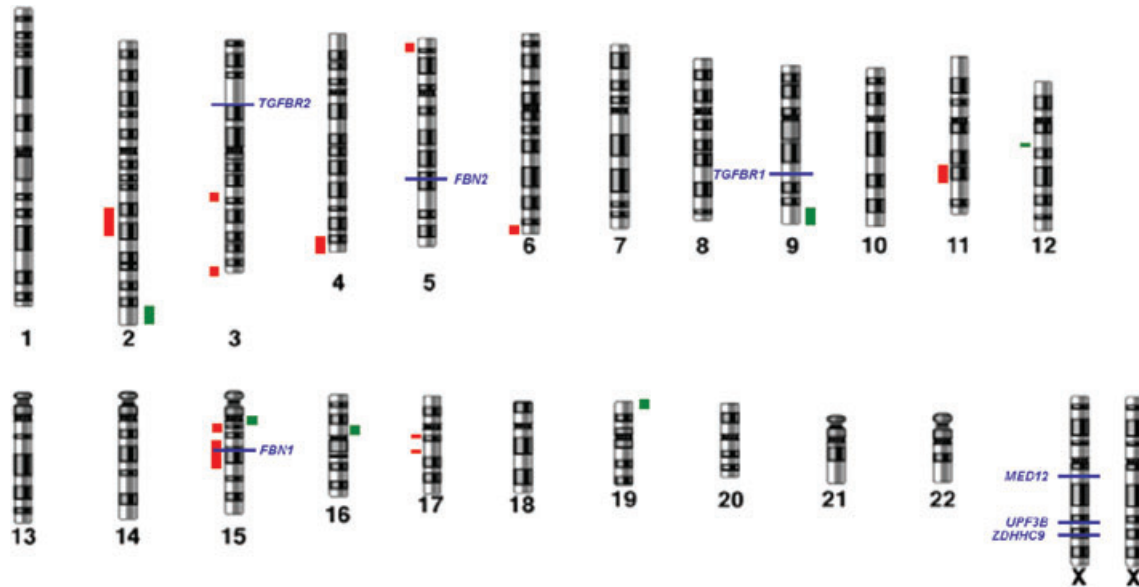 TGFBR2
FBN2
TGFBR1
1 2 3 4 5 6 7 8 9 10 11 12
FBN1
MED12
UPF3B
ZDHHC9
13 14 15 16 17 18 19 20 21 22 X X